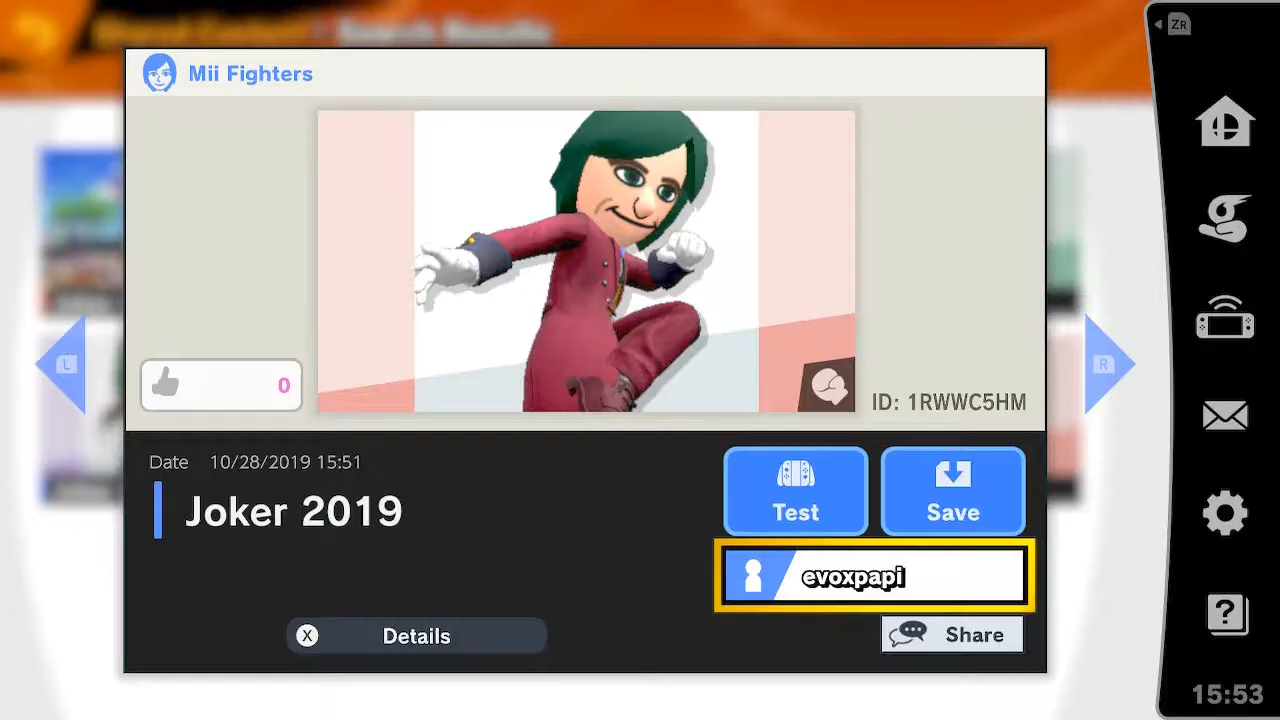 ZR
Mii Fighters
L
R
0
ID: 1RWWC5HM
Date 10/28/2019 15:51
Joker 2019
Test
Save
evoxpapi
X Details
Share
?
15:53